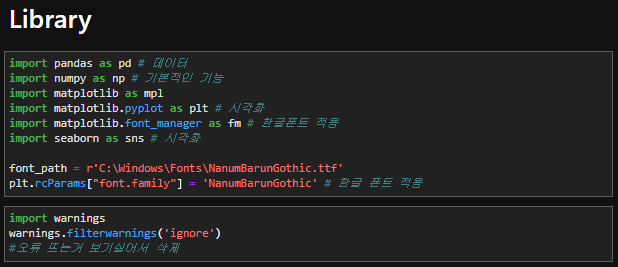 Library
import pandas as pd # 데이터
import numpy as np # 기본적인 기능
import matplotlib as mpl
import matplotlib.pyplot as plt # 시각화
import matplotlib.font_manager as fm # 한글폰트 적용
import seaborn as sns # 시각화
font_path = r'C:\Windows\Fonts\NanumBarunGothic.ttf'
plt.rcParams["font.family"] = 'NanumBarunGothic' # 한글 폰트 적용
import warnings
warnings.filterwarnings('ignore')
#오류 뜨는거 보기싫어서 삭제